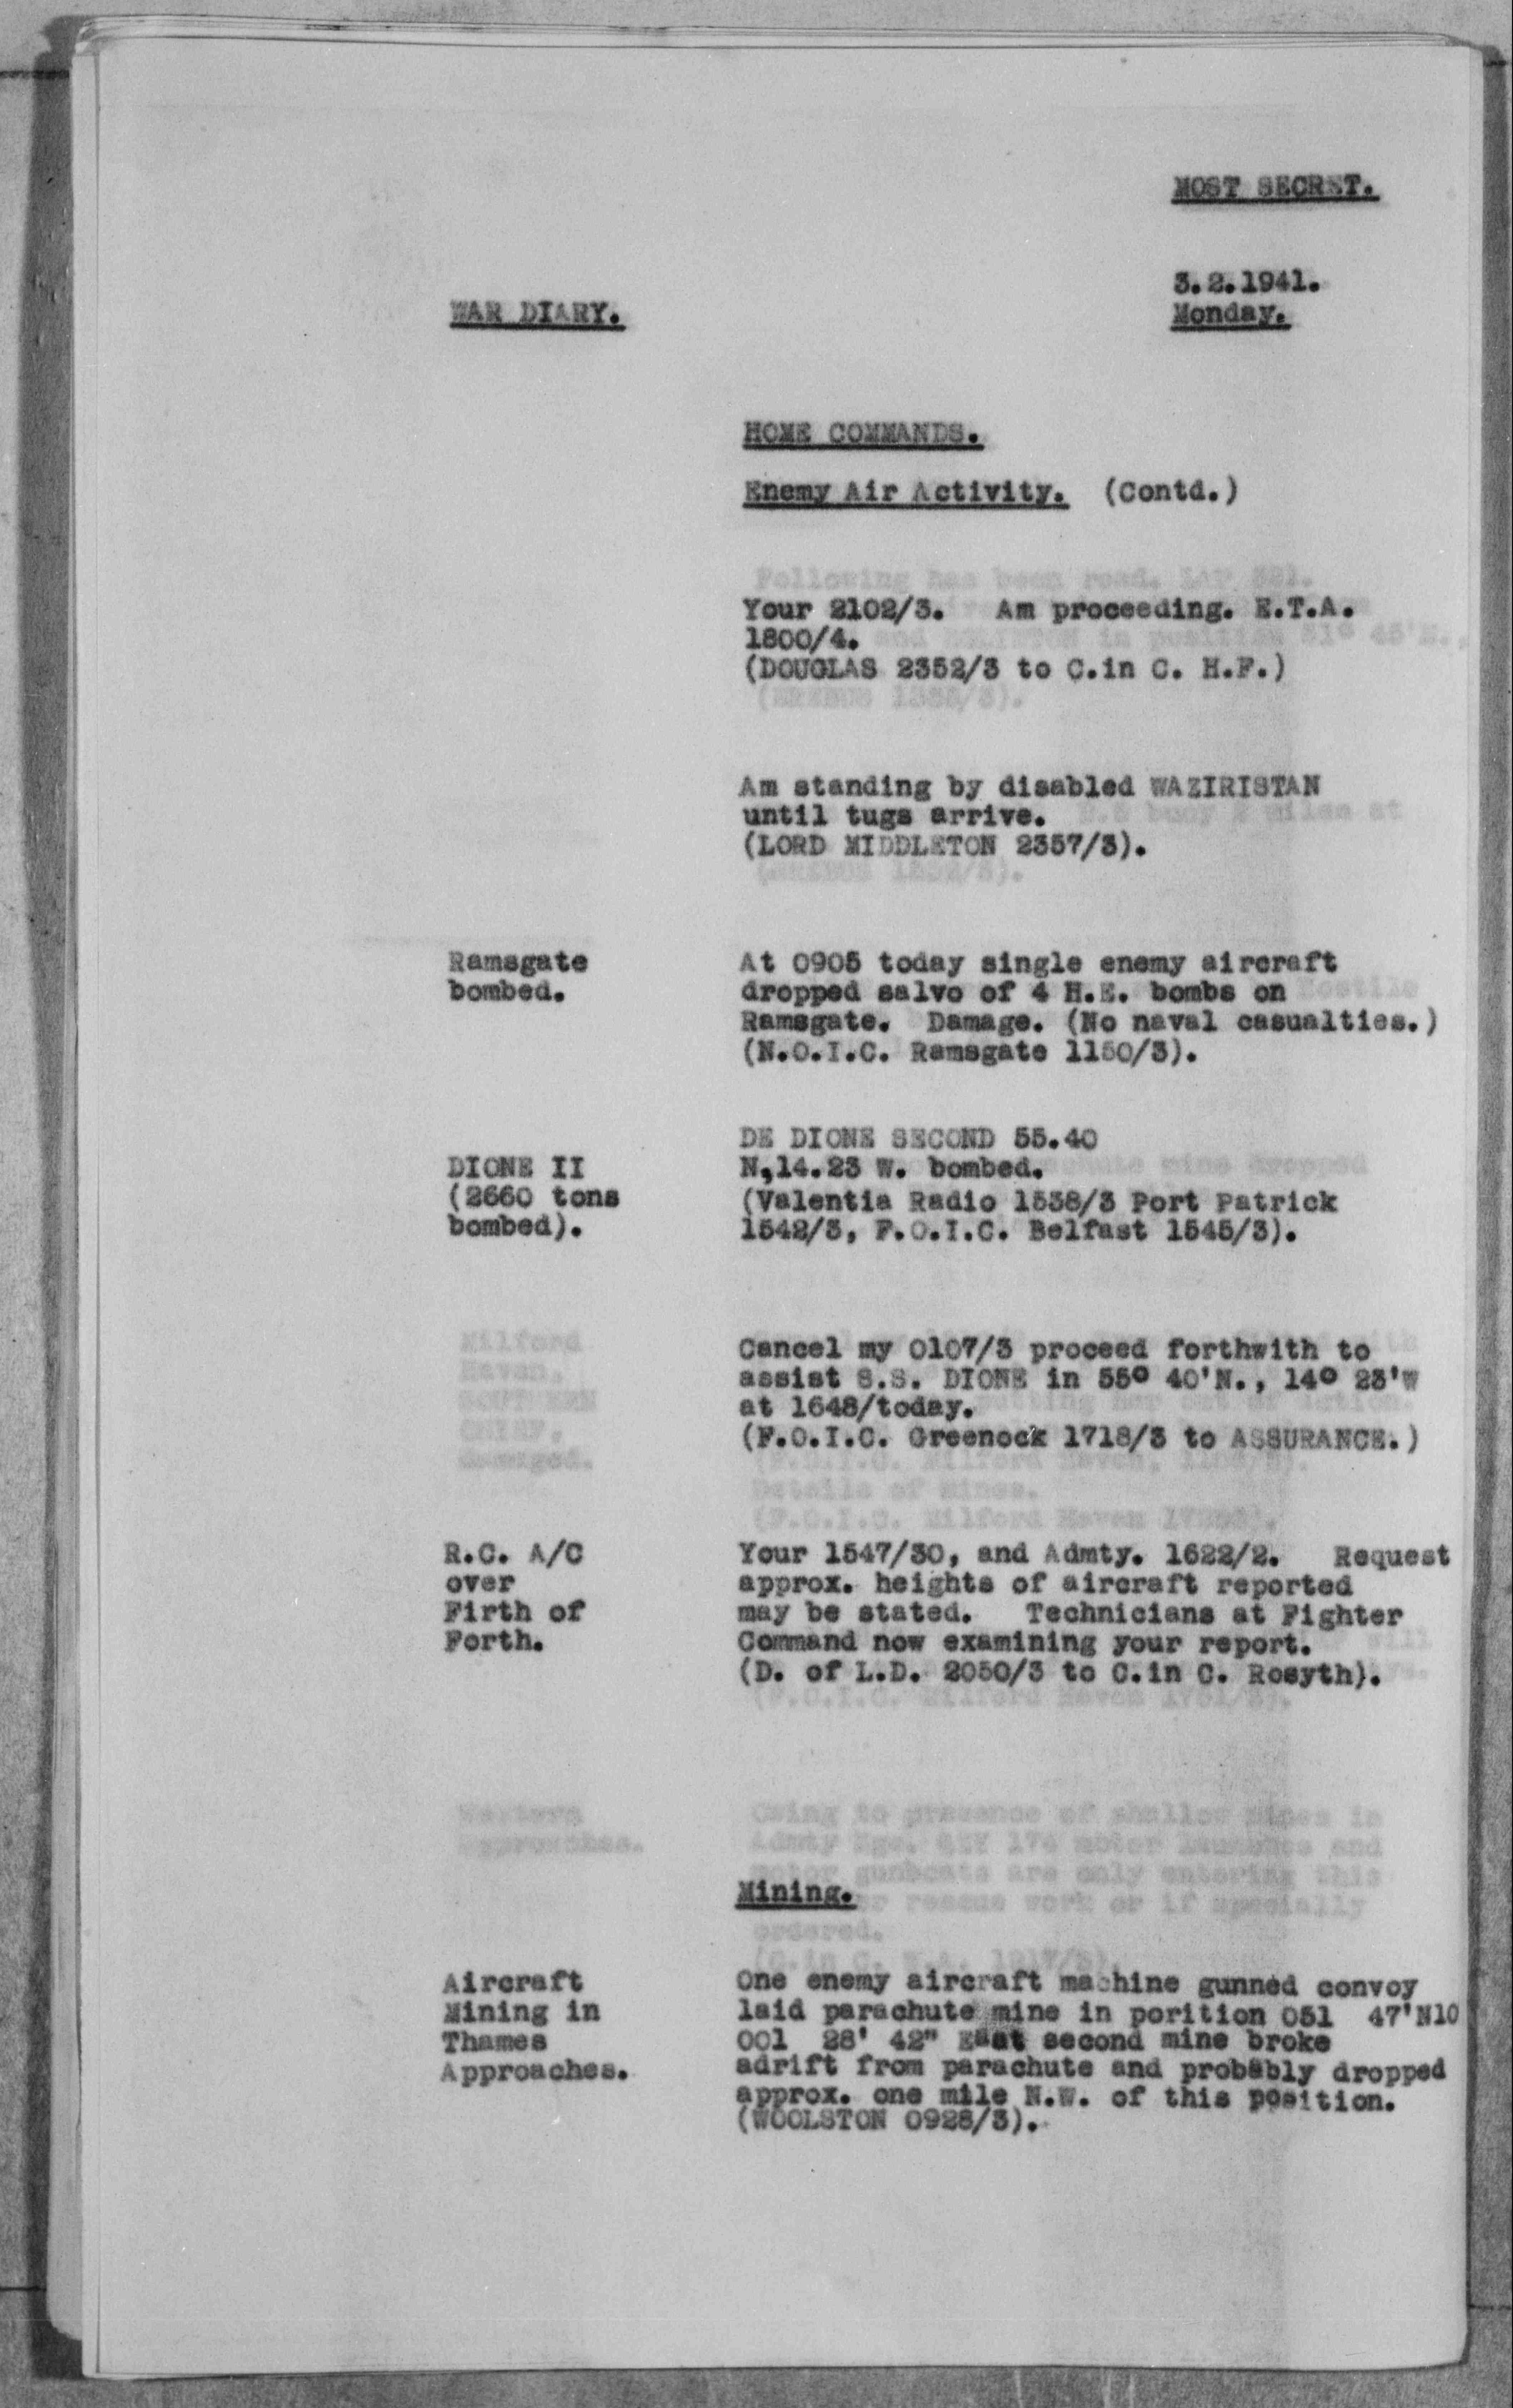 MOST SECRET.
3.2.1941.
WAR DIARY.
Monday.
HOME COMMANDS.
Enemy Air Activity. (Contd.)
Your 2102/3. Am proceeding. E.T.A.
1800/4.
(DOUGLAS 2352/3 to C.in C. H.F.)
Am standing by disabled WAZIRISTAN
until tugs arrive.
(LORD MIDDLETON 2357/3).
Ramsgate
bombed.
At 0905 today single enemy aircraft
dropped salvo of 4 H.E. bombs on
Ramsgate. Damage. (No naval casualties.)
(N.O.I.C. Ramsgate 1150/3).
DIONE II
(2660 tons
bombed).
DE DIONE SECOND 55.40
N,14.23 W. bombed.
(Valentia Radio 1538/3 Port Patrick
1542/3, F.O.I.C. Belfast 1545/3).
Cancel my 0107/3 proceed forthwith to
assist S.S. DIONE in 55° 40'N., 14° 23'W
at 1648/today.
(F.O.I.C. Greenock 1718/3 to ASSURANCE.)
R.C. A/C
over
Firth of
Forth.
Your 1547/30, and Admty. 1622/2. Request
approx. heights of aircraft reported
may be stated. Technicians at Fighter
Command now examining your report.
(D. of L.D. 2050/3 to C.in C. Rosyth).
Mining.
Aircraft
Mining in
Thames
Approaches.
One enemy aircraft machine gunned convoy
laid parachute mine in porition 051 47'N10
001 28' 42" East second mine broke
adrift from parachute and probably dropped
approx. one mile N.W. of this position.
(WOOLSTON 0928/3).